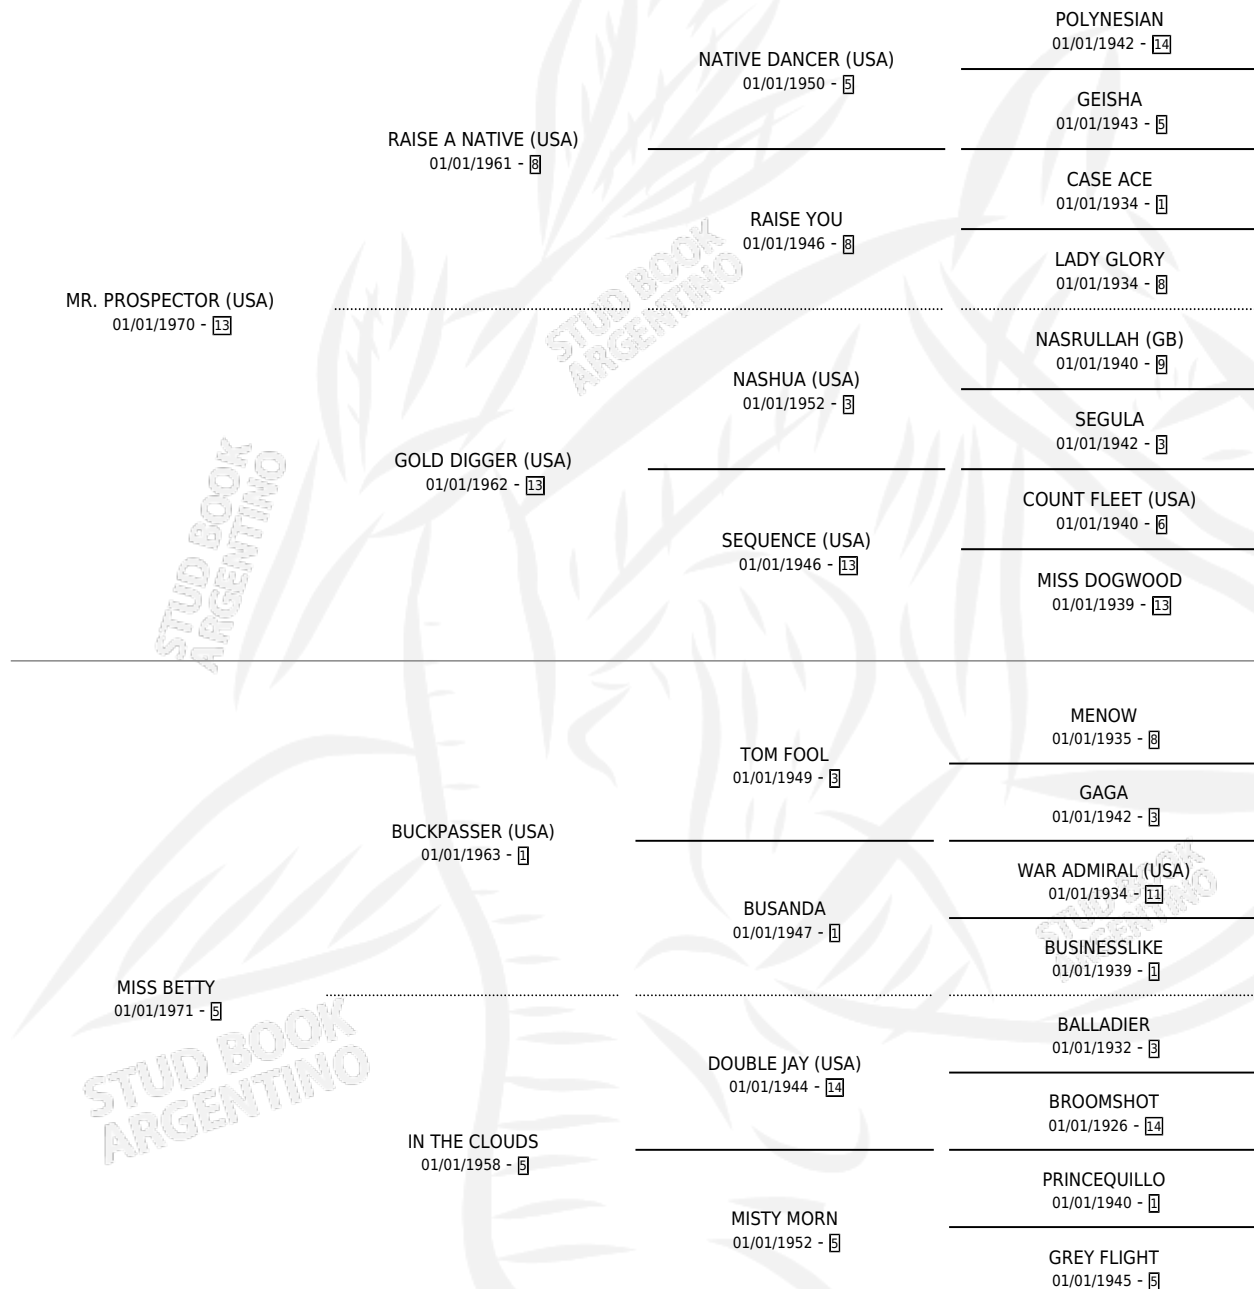 POLYNESIAN
01/01/1942 - 14
NATIVE DANCER (USA)
01/01/1950 - 5
GEISHA
01/01/1943 - 5
RAISE A NATIVE (USA)
01/01/1961 - 8
CASE ACE
01/01/1934 - 1
RAISE YOU
01/01/1946 - 8
LADY GLORY
01/01/1934 - 8
MR. PROSPECTOR (USA)
01/01/1970 - 13
NASRULLAH (GB)
01/01/1940 - 9
NASHUA (USA)
01/01/1952 - 3
SEGULA
01/01/1942 - 3
GOLD DIGGER (USA)
01/01/1962 - 13
COUNT FLEET (USA)
01/01/1940 - 6
SEQUENCE (USA)
01/01/1946 - 13
MISS DOGWOOD
01/01/1939 - 13
MENOW
01/01/1935 - 8
TOM FOOL
01/01/1949 - 3
GAGA
01/01/1942 - 3
BUCKPASSER (USA)
01/01/1963 - 1
WAR ADMIRAL (USA)
01/01/1934 - 11
BUSANDA
01/01/1947 - 1
BUSINESSLIKE
01/01/1939 - 1
MISS BETTY
01/01/1971 - 5
BALLADIER
01/01/1932 - 3
DOUBLE JAY (USA)
01/01/1944 - 14
BROOMSHOT
01/01/1926 - 14
IN THE CLOUDS
01/01/1958 - 5
PRINCEQUILLO
01/01/1940 - 1
MISTY MORN
01/01/1952 - 5
GREY FLIGHT
01/01/1945 - 5
STUD BOOK
ARGENTINO
STUD BOOK
ARGENTINO
STUD BOOK
ARGENTINO
STUD BOOK
ARGENTINO